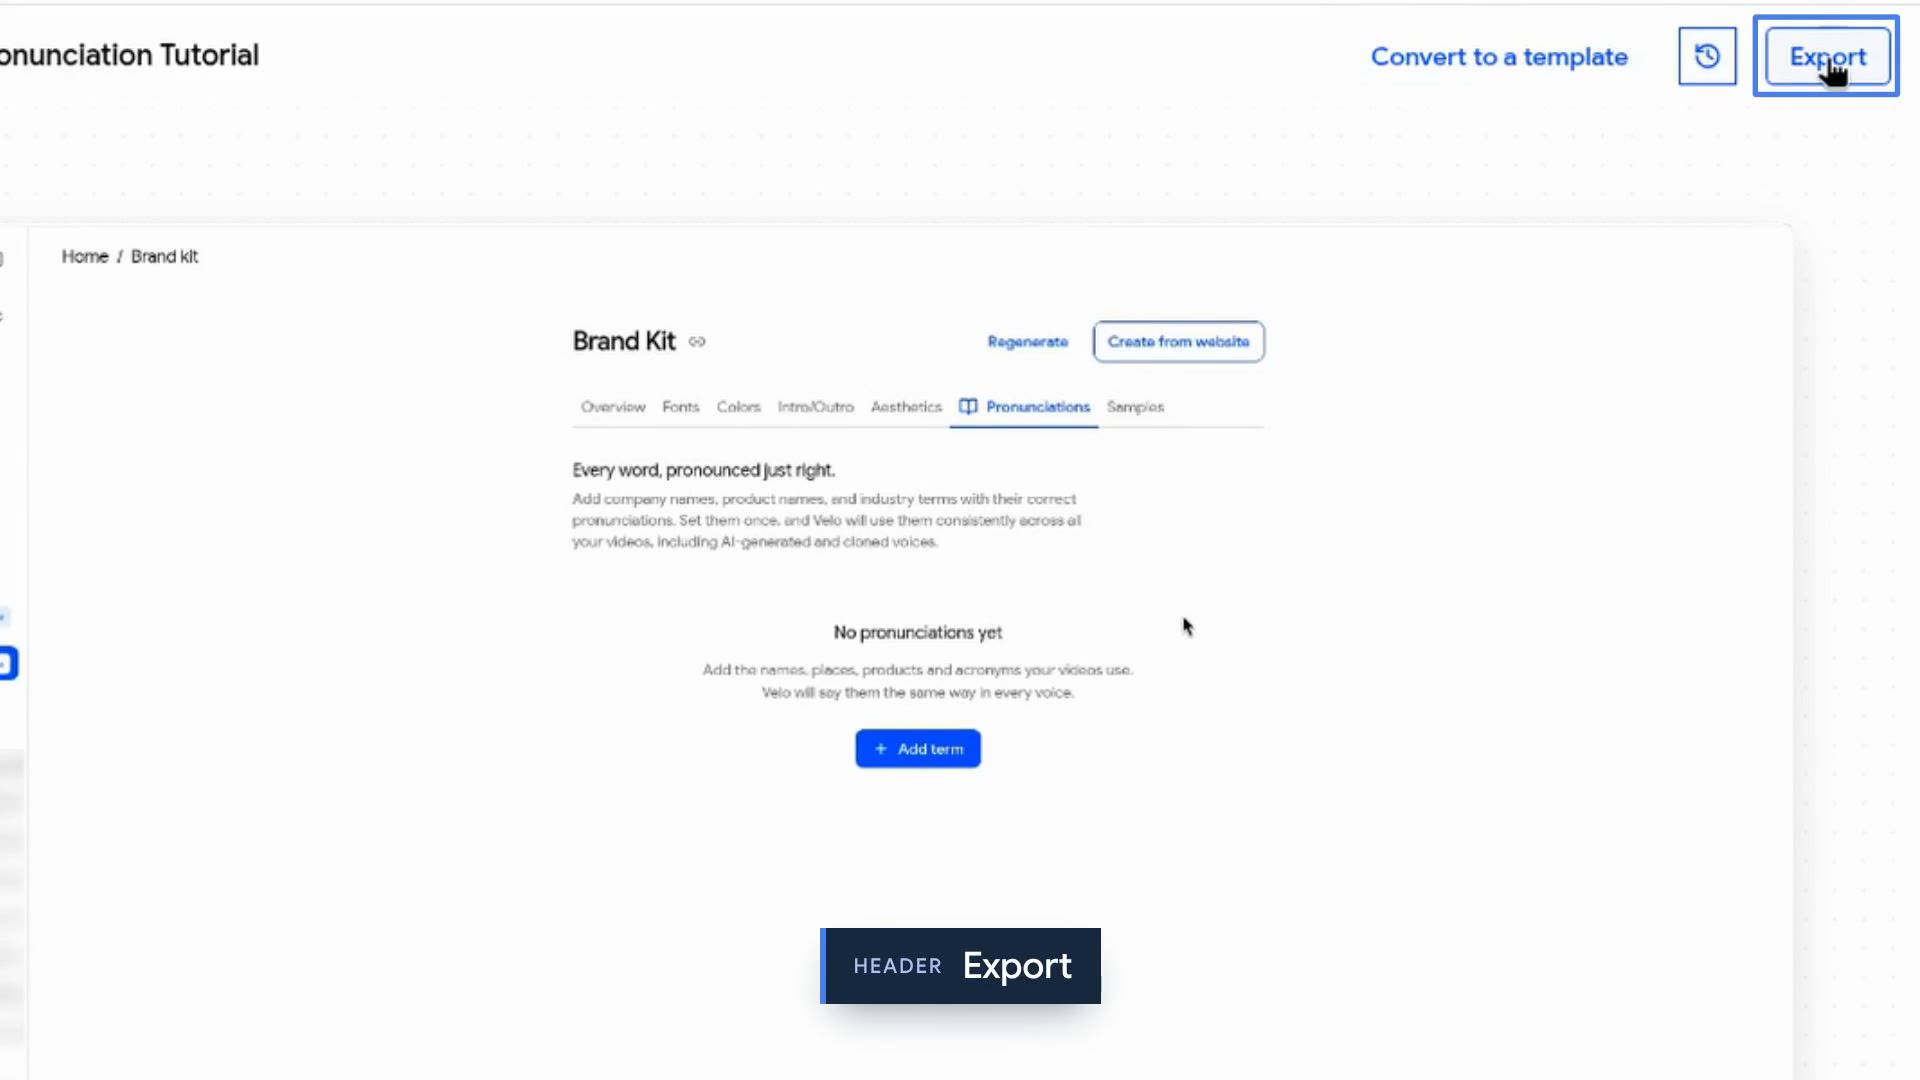 onunciation Tutorial
Convert to a template
Export
Home / Brand kit
Brand Kit
Regenerate
Create from website
Overview Fonts Colors Intro/Outro Aesthetics Pronunciations Samples
Every word, pronounced just right.
Add company names, product names, and industry terms with their correct
pronunciations. Set them once, and Velo will use them consistently across all
your videos, including AI-generated and cloned voices.
No pronunciations yet
Add the names, places, products and acronyms your videos use.
Velo will say them the same way in every voice.
+ Add term
HEADER Export